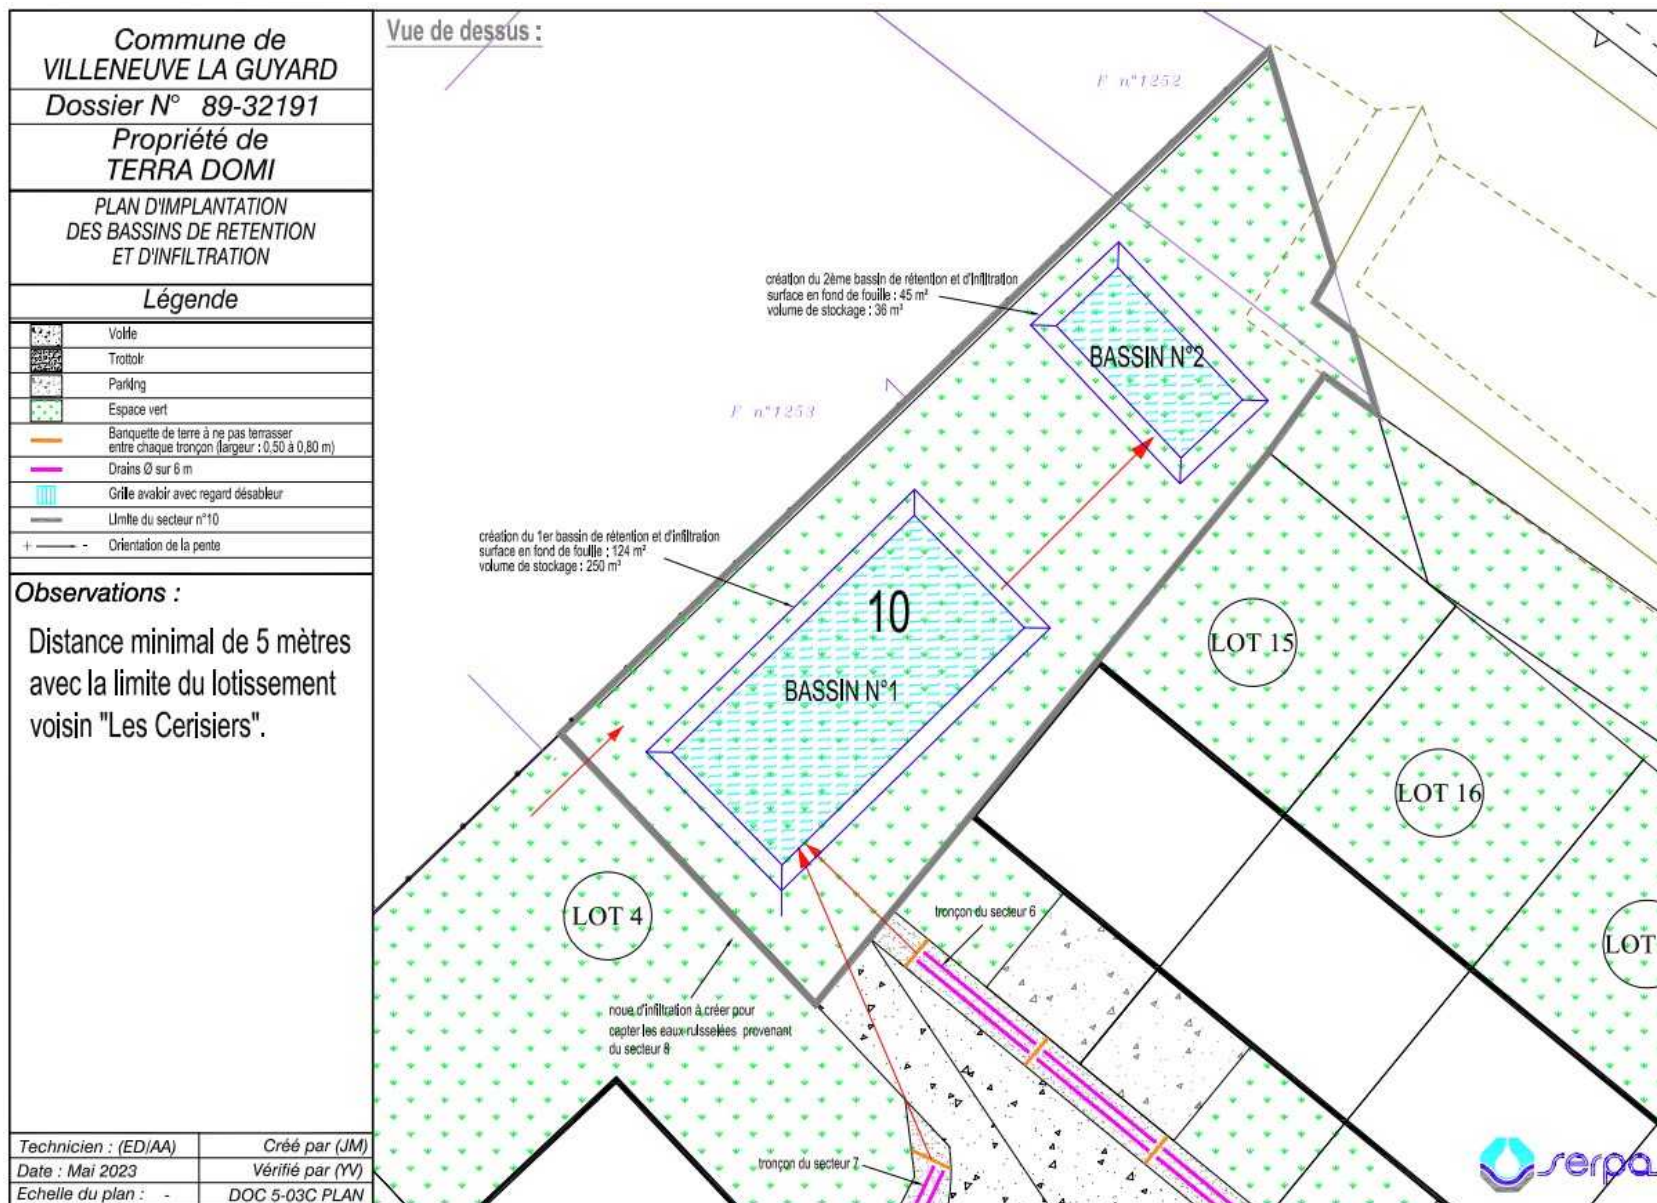 Commune de
VILLENEUVE LA GUYARD
Dossier N° 89-32191
Propriété de
TERRA DOMI
PLAN D'IMPLANTATION
DES BASSINS DE RETENTION
ET D'INFILTRATION
Légende
Voirie
Trottoir
Parking
Espace vert
Banquette de terre à ne pas terrasser
entre chaque tronçon (largeur : 0,50 à 0,80 m)
Drains Ø sur 6 m
Grille avaloir avec regard désableur
Limite du secteur n°10
+ - Orientation de la pente
Observations :
Distance minimal de 5 mètres
avec la limite du lotissement
voisin "Les Cerisiers".
Technicien : (ED/AA) Créé par (JM)
Date : Mai 2023 Vérifié par (YV)
Echelle du plan : - DOC 5-03C PLAN
Vue de dessus :
F n°1252
création du 2ème bassin de rétention et d'infiltration
surface en fond de fouille : 45 m²
volume de stockage : 36 m³
BASSIN N°2
F n°1253
création du 1er bassin de rétention et d'infiltration
surface en fond de fouille : 124 m²
volume de stockage : 250 m³
10
BASSIN N°1
LOT 15
LOT 16
LOT 4
LOT
tronçon du secteur 6
noue d'infiltration à créer pour
capter les eaux ruisselées provenant
du secteur 8
tronçon du secteur 7
serpa